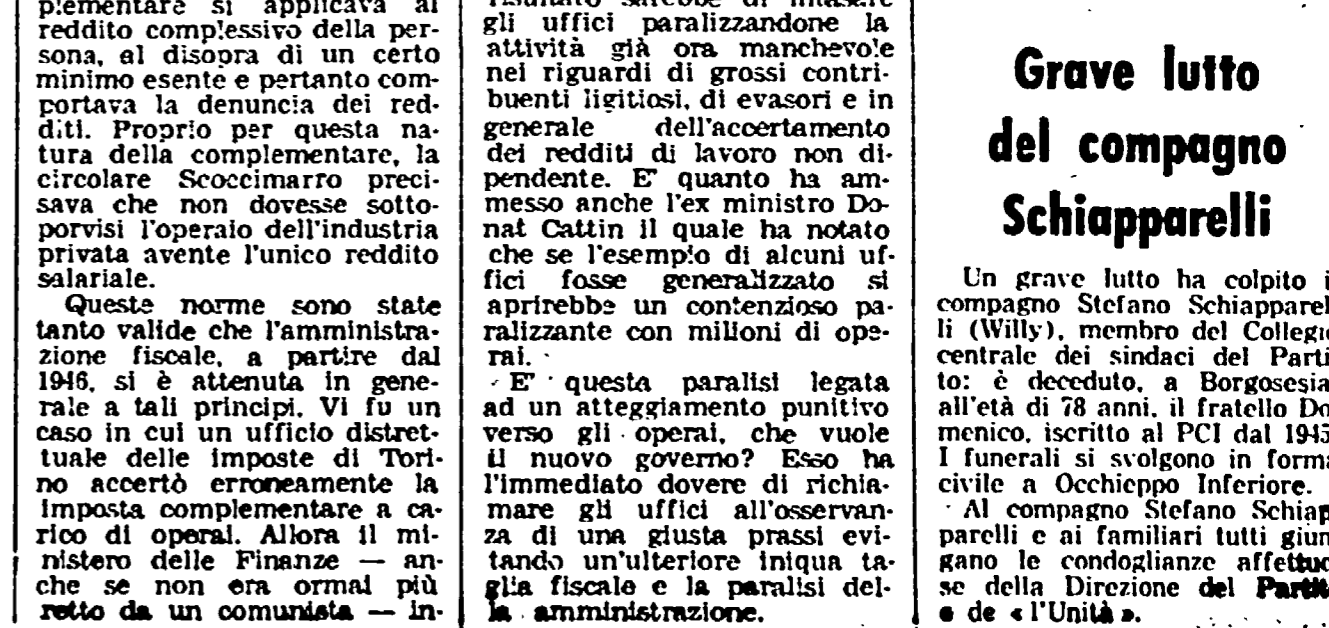 plementare si applicava al
reddito complessivo della per-
sona, al disopra di un certo
minimo esente e pertanto com-
portava la denuncia dei red-
diti. Proprio per questa na-
tura della complementare, la
circolare Scoccimarro preci-
sava che non dovesse sotto-
porvisi l'operaio dell'industria
privata avente l'unico reddito
salariale.
Queste norme sono state
tanto valide che l'amministra-
zione fiscale, a partire dal
1946, si è attenuta in gene-
rale a tali principi. Vi fu un
caso in cui un ufficio distret-
tuale delle imposte di Tori-
no accertò erroneamente la
imposta complementare a ca-
rico di operai. Allora il mi-
nistero delle Finanze — an-
che se non era ormai più
retto da un comunista — in-
gli uffici paralizzandone la
attività già ora manchevole
nei riguardi di grossi contri-
buenti ligitiosi, di evasori e in
generale dell'accertamento
dei redditi di lavoro non di-
pendente. E' quanto ha am-
messo anche l'ex ministro Do-
nat Cattin il quale ha notato
che se l'esempio di alcuni uf-
fici fosse generalizzato si
aprirebbe un contenzioso pa-
ralizzante con milioni di ope-
rai.
E' questa paralisi legata
ad un atteggiamento punitivo
verso gli operai, che vuole
il nuovo governo? Esso ha
l'immediato dovere di richia-
mare gli uffici all'osservan-
za di una giusta prassi evi-
tando un'ulteriore iniqua ta-
glia fiscale e la paralisi del-
la amministrazione.
Grave lutto
del compagno
Schiapparelli
Un grave lutto ha colpito i
compagno Stefano Schiapparel
li (Willy), membro del Collegio
centrale dei sindaci del Parti
to: è deceduto, a Borgosesia
all'età di 78 anni, il fratello Do
menico, iscritto al PCI dal 1945
I funerali si svolgono in forma
civile a Occhieppo Inferiore.
Al compagno Stefano Schiap
parelli e ai familiari tutti giun
gano le condoglianze affettuo
se della Direzione del Partito
e de « l'Unità ».